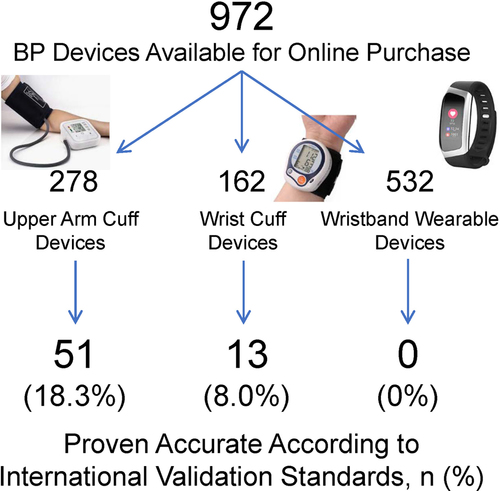 972
BP Devices Available for Online Purchase
278
162
532
Upper Arm Cuff
Devices
Wrist Cuff
Devices
Wristband Wearable
Devices
51
13
0
(18.3%)
(8.0%)
(0%)
Proven Accurate According to
International Validation Standards, n (%)